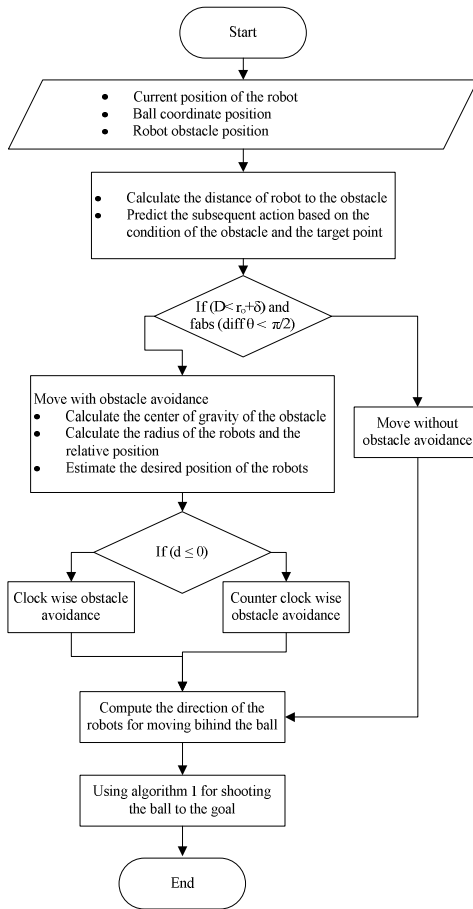 Start
• Current position of the robot
• Ball coordinate position
• Robot obstacle position
• Calculate the distance of robot to the obstacle
• Predict the subsequent action based on the
condition of the obstacle and the target point
If (D< rₒ+δ) and
fabs (diff θ < π/2)
Move with obstacle avoidance
• Calculate the center of gravity of the obstacle
• Calculate the radius of the robots and the
relative position
• Estimate the desired position of the robots
Move without
obstacle avoidance
If (d ≤ 0)
Clock wise obstacle
avoidance
Counter clock wise
obstacle avoidance
Compute the direction of the
robots for moving bihind the ball
Using algorithm 1 for shooting
the ball to the goal
End